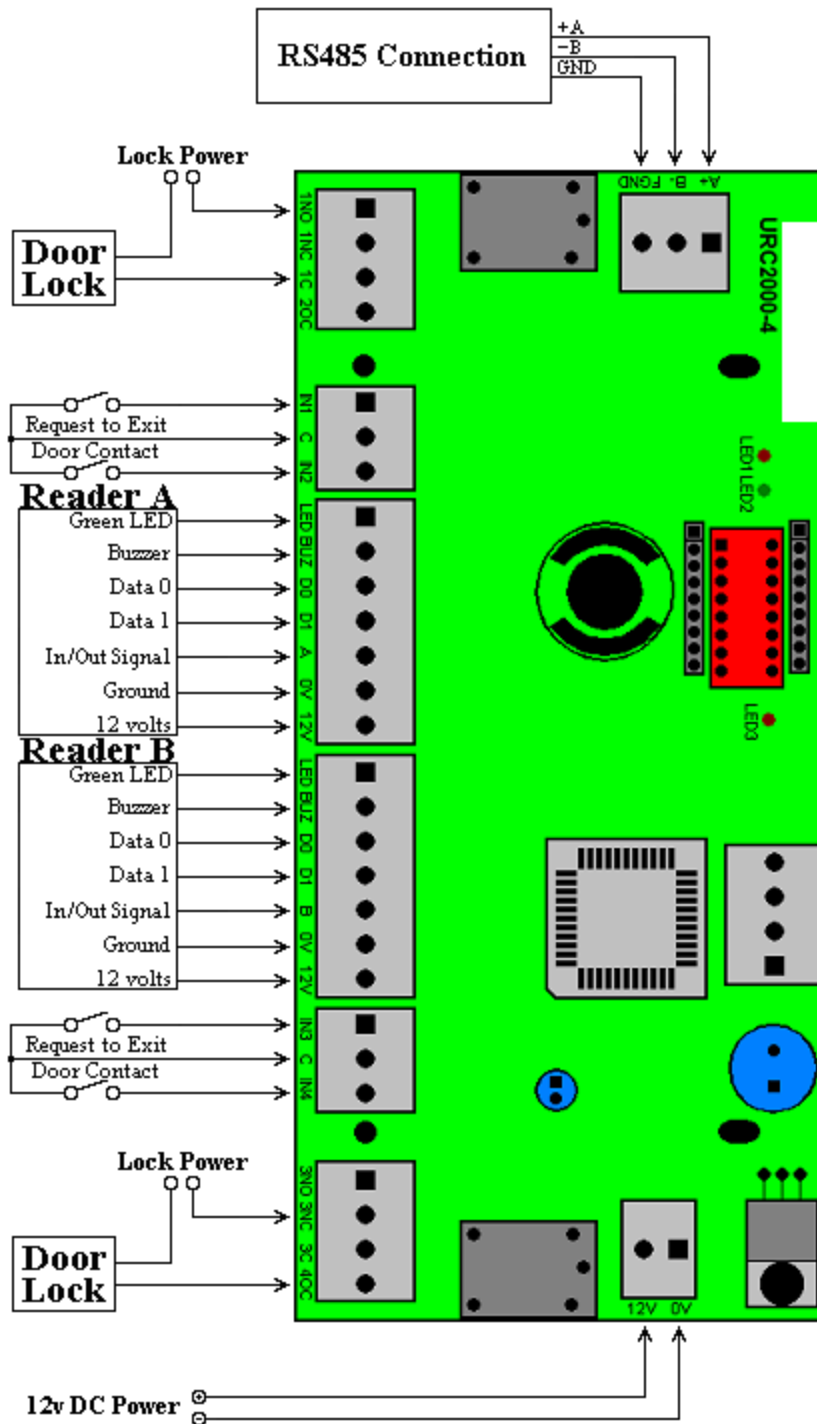 RS485 Connection
+A
-B
GND
Lock Power
Door
Lock
1NO 1NC 1C 2OC
FGND B- A+
URC2000-4
Request to Exit
Door Contact
IN1 C IN2
LED1 LED2
Reader A
Green LED
Buzzer
Data 0
Data 1
In/Out Signal
Ground
12 volts
LED BUZ D0 D1 A 0V 12V
LED3
Reader B
Green LED
Buzzer
Data 0
Data 1
In/Out Signal
Ground
12 volts
LED BUZ D0 D1 B 0V 12V
Request to Exit
Door Contact
IN3 C IN4
Lock Power
Door
Lock
3NO 3NC 3C 4OC
12V 0V
12v DC Power